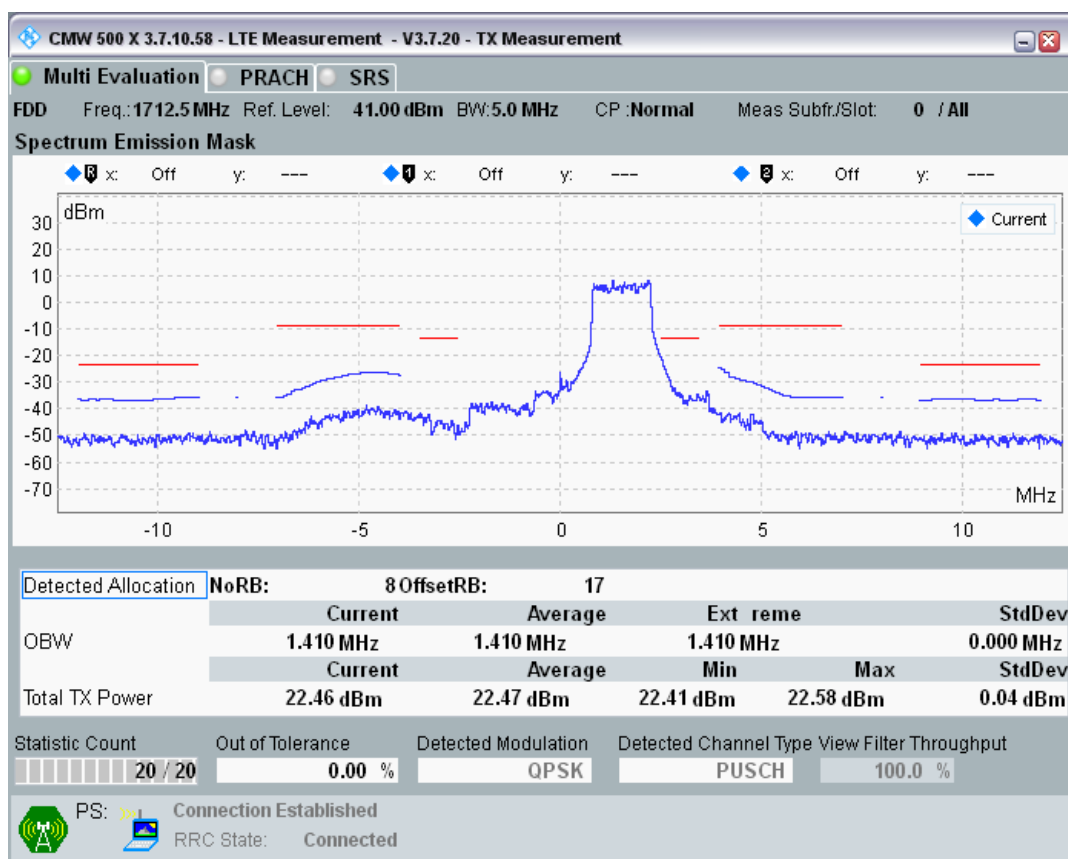 CMW 500 X 3.7.10.58 - LTE Measurement - V3.7.20 - TX Measurement
Multi Evaluation PRACH SRS
FDD Freq.: 1712.5 MHz Ref. Level: 41.00 dBm BW: 5.0 MHz CP : Normal Meas Subfr./Slot: 0 / All
Spectrum Emission Mask
R x: Off y: --- 1 x: Off y: --- 2 x: Off y: ---
dBm
Current
30
20
10
0
-10
-20
-30
-40
-50
-60
-70
MHz
-10 -5 0 5 10
Detected Allocation NoRB: 8 OffsetRB: 17
Current Average Ext reme StdDev
OBW 1.410 MHz 1.410 MHz 1.410 MHz 0.000 MHz
Current Average Min Max StdDev
Total TX Power 22.46 dBm 22.47 dBm 22.41 dBm 22.58 dBm 0.04 dBm
Statistic Count Out of Tolerance Detected Modulation Detected Channel Type View Filter Throughput
20 / 20 0.00 % QPSK PUSCH 100.0 %
PS: Connection Established
RRC State: Connected